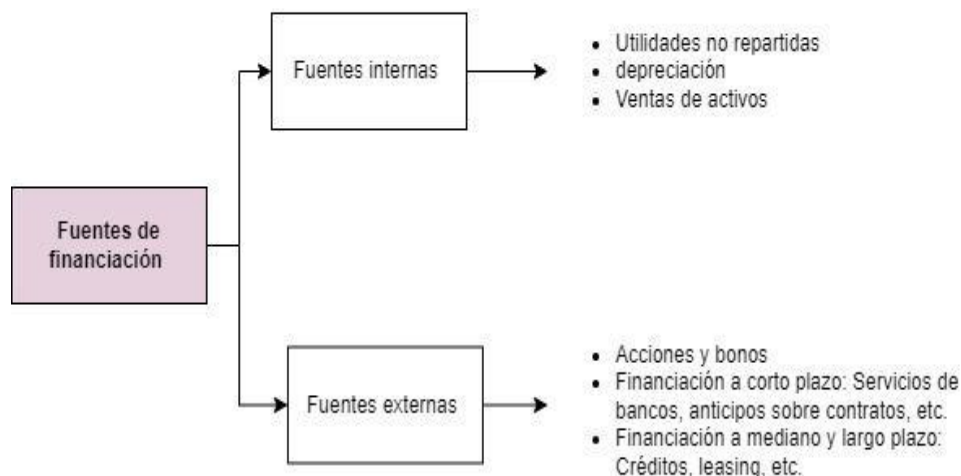 Fuentes internas
• Utilidades no repartidas
• depreciación
• Ventas de activos
Fuentes de
financiación
Fuentes externas
• Acciones y bonos
• Financiación a corto plazo: Servicios de
bancos, anticipos sobre contratos, etc.
• Financiación a mediano y largo plazo:
Créditos, leasing, etc.